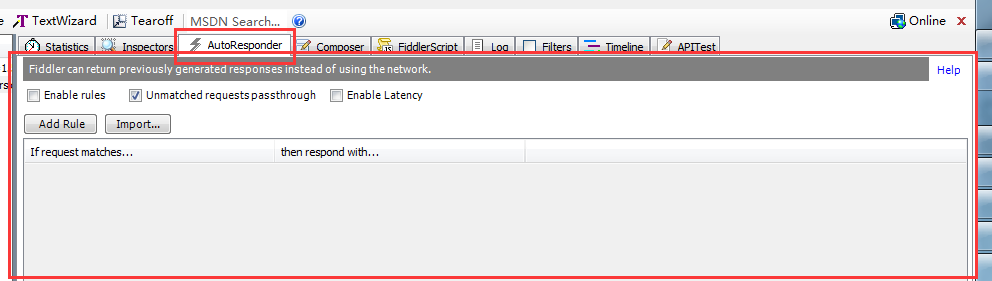 TextWizard Tearoff MSDN Search... Online
Statistics Inspectors AutoResponder Composer FiddlerScript Log Filters Timeline APITest
Fiddler can return previously generated responses instead of using the network. Help
Enable rules Unmatched requests passthrough Enable Latency
Add Rule Import...
If request matches... then respond with...